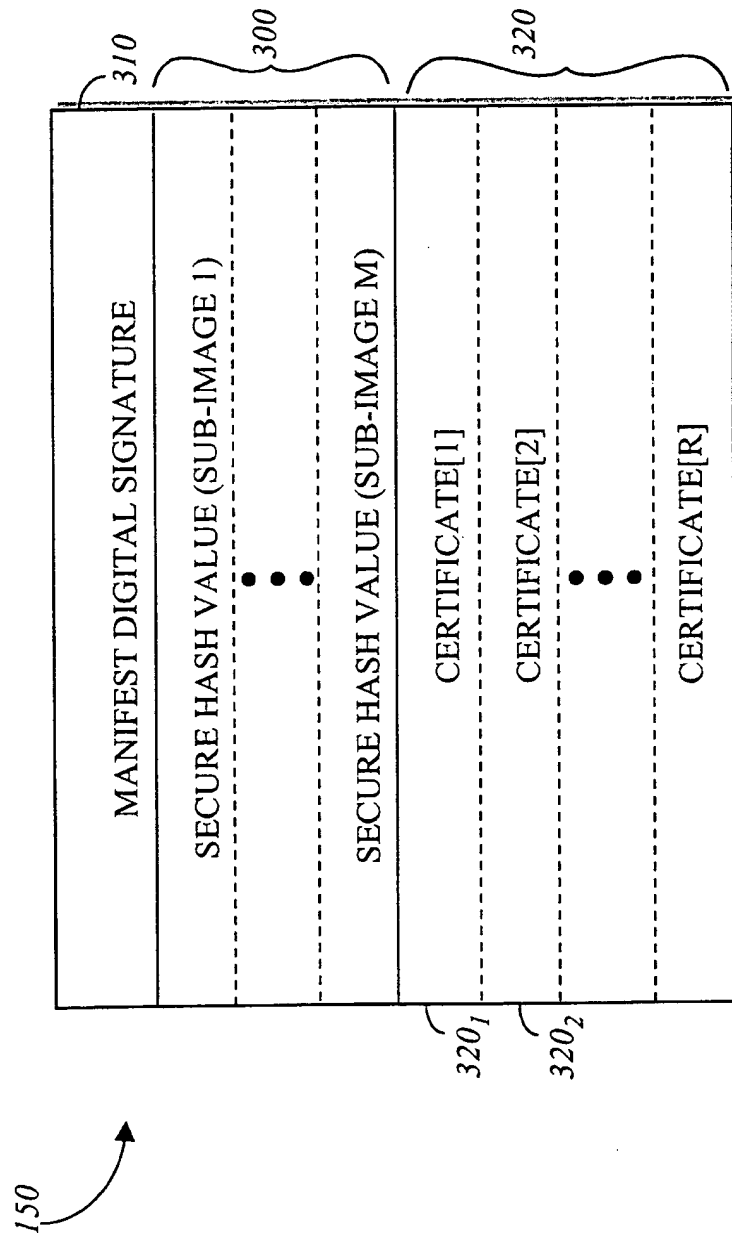 150
MANIFEST DIGITAL SIGNATURE
310
SECURE HASH VALUE (SUB-IMAGE 1)
300
SECURE HASH VALUE (SUB-IMAGE M)
CERTIFICATE[1]
320₁
320
CERTIFICATE[2]
320₂
CERTIFICATE[R]